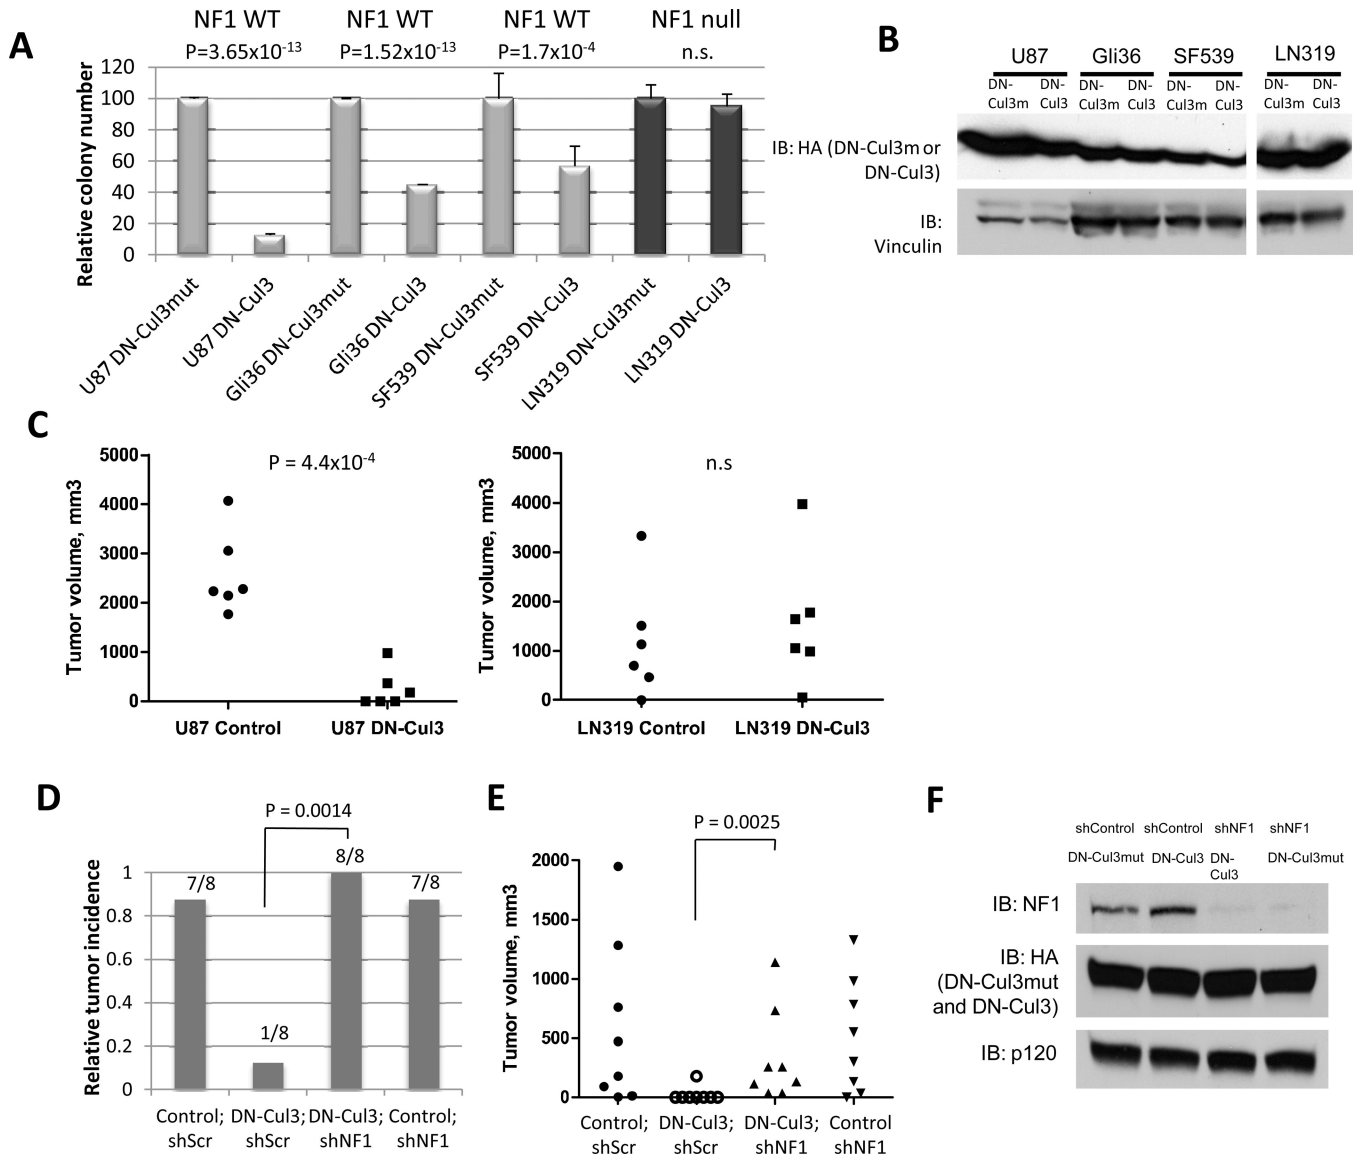 A
NF1 WT
NF1 WT
NF1 WT
NF1 null
P=3.65x10-13
P=1.52x10-13
P=1.7x10-4
n.s.
Relative colony number
120
100
80
60
40
20
0
U87 DN-Cul3mut
U87 DN-Cul3
Gli36 DN-Cul3mut
Gli36 DN-Cul3
SF539 DN-Cul3mut
SF539 DN-Cul3
LN319 DN-Cul3mut
LN319 DN-Cul3
B
U87
Gli36
SF539
LN319
DN-
Cul3m
DN-
Cul3
DN-
Cul3m
DN-
Cul3
DN-
Cul3m
DN-
Cul3
DN-
Cul3m
DN-
Cul3
IB: HA (DN-Cul3m or
DN-Cul3)
IB:
Vinculin
C
Tumor volume, mm3
5000
4000
3000
2000
1000
0
P = 4.4x10-4
U87 Control
U87 DN-Cul3
Tumor volume, mm3
5000
4000
3000
2000
1000
0
n.s
LN319 Control
LN319 DN-Cul3
D
P = 0.0014
Relative tumor incidence
1
0.8
0.6
0.4
0.2
0
7/8
1/8
8/8
7/8
Control;
shScr
DN-Cul3;
shScr
DN-Cul3;
shNF1
Control;
shNF1
E
P = 0.0025
Tumor volume, mm3
2000
1500
1000
500
0
Control;
shScr
DN-Cul3;
shScr
DN-Cul3;
shNF1
Control
shNF1
F
shControl
shControl
shNF1
shNF1
DN-Cul3mut
DN-Cul3
DN-
Cul3
DN-Cul3mut
IB: NF1
IB: HA
(DN-Cul3mut
and DN-Cul3)
IB: p120